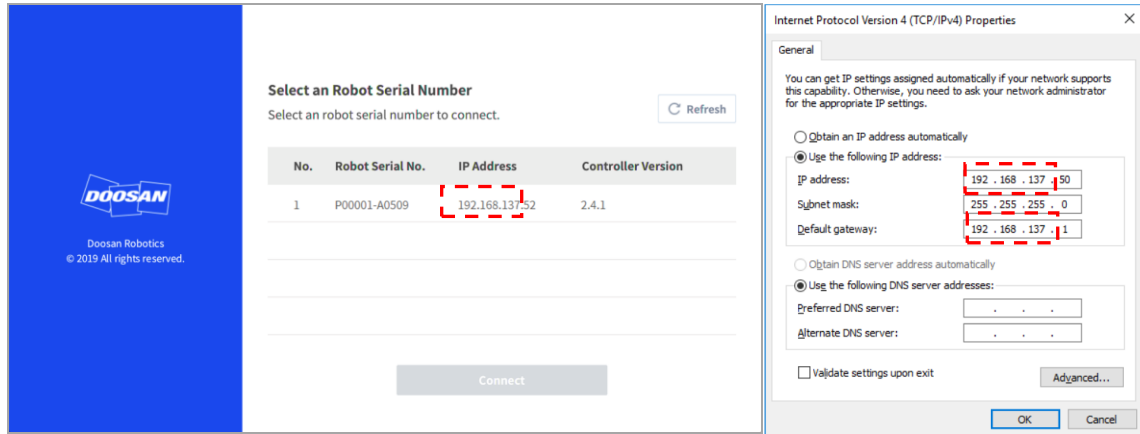 DOOSAN
Doosan Robotics
© 2019 All rights reserved.
Select an Robot Serial Number
Select an robot serial number to connect.
Refresh
No. Robot Serial No. IP Address Controller Version
1 P00001-A0509 192.168.137.52 2.4.1
Connect
Internet Protocol Version 4 (TCP/IPv4) Properties
General
You can get IP settings assigned automatically if your network supports
this capability. Otherwise, you need to ask your network administrator
for the appropriate IP settings.
Obtain an IP address automatically
Use the following IP address:
IP address: 192 . 168 . 137 . 50
Subnet mask: 255 . 255 . 255 . 0
Default gateway: 192 . 168 . 137 . 1
Obtain DNS server address automatically
Use the following DNS server addresses:
Preferred DNS server: . . .
Alternate DNS server: . . .
Validate settings upon exit
Advanced...
OK Cancel